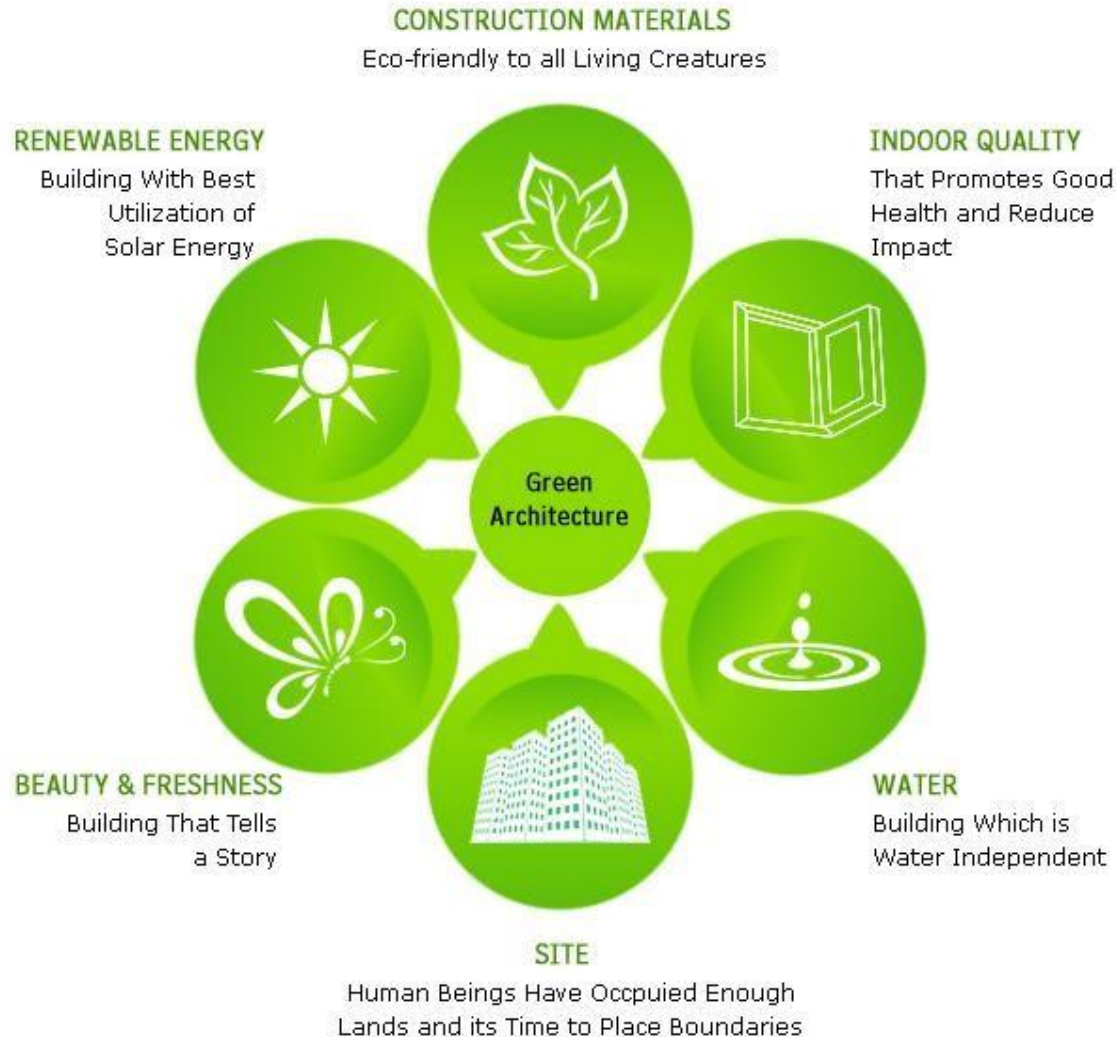 CONSTRUCTION MATERIALS
Eco-friendly to all Living Creatures
RENEWABLE ENERGY
Building With Best
Utilization of
Solar Energy
INDOOR QUALITY
That Promotes Good
Health and Reduce
Impact
Green
Architecture
BEAUTY & FRESHNESS
Building That Tells
a Story
WATER
Building Which is
Water Independent
SITE
Human Beings Have Occpuied Enough
Lands and its Time to Place Boundaries